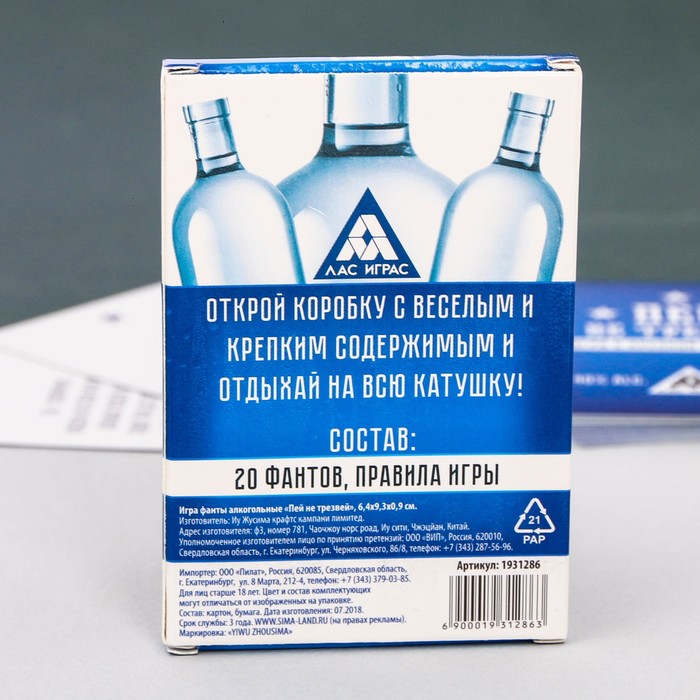 ЛАС ИГРАС
ОТКРОЙ КОРОБКУ С ВЕСЕЛЫМ И
КРЕПКИМ СОДЕРЖИМЫМ И
ОТДЫХАЙ НА ВСЮ КАТУШКУ!
СОСТАВ:
20 ФАНТОВ, ПРАВИЛА ИГРЫ
Игра фанты алкогольные «Пей не трезвей», 6,4х9,3х0,9 см.
Изготовитель: Иу Жусима крафтс кампани лимитед.
Адрес изготовителя: ф3, номер 781, Чаочжоу норс роад, Иу сити, Чжэцзян, Китай.
Уполномоченное изготовителем лицо по принятию претензий: ООО «ВИП», Россия, 620010,
Свердловская область, г. Екатеринбург, ул. Черняховского, 86/8, телефон: +7 (343) 287-56-96.
21
PAP
Импортер: ООО «Пилат», Россия, 620085, Свердловская область,
г. Екатеринбург, ул. 8 Марта, 212-4, телефон: +7 (343) 379-03-85.
Для лиц старше 18 лет. Цвет и состав комплектующих
могут отличаться от изображенных на упаковке.
Состав: картон, бумага. Дата изготовления: 07.2018.
Срок службы: 3 года. WWW.SIMA-LAND.RU (на правах рекламы).
Маркировка: «YIWU ZHOUSIMA»
Артикул: 1931286
6 900019 312863